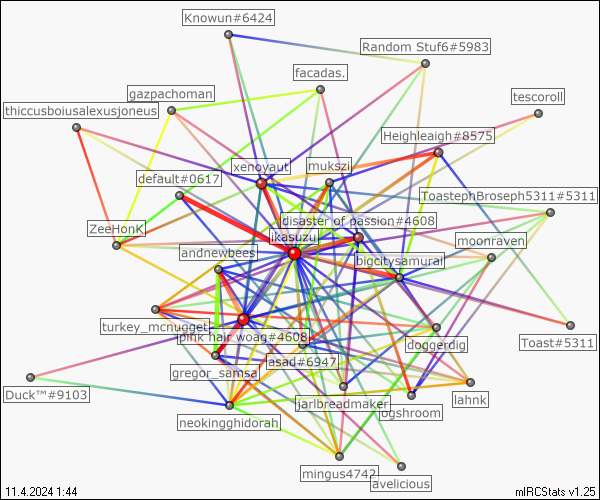 Knowun#6424
Random Stuf6#5983
facadas.
gazpachoman
tescoroll
thiccusboiusalexusjoneus
Heighleaigh#8575
xenoyaut
mukszi
default#0617
ToastephBroseph5311#5311
disaster of passion#4608
ZeeHonK
ikasuzu
moonraven
andnewbees
bigcitysamurai
turkey_mcnugget
pink hair woag#4608
doggerdig
Toast#5311
asad#6947
gregor_samsa
Duck™#9103
jarlbreadmaker
lahnk
ogshroom
neokingghidorah
mingus4742
avelicious
11.4.2024 1:44
mIRCStats v1.25